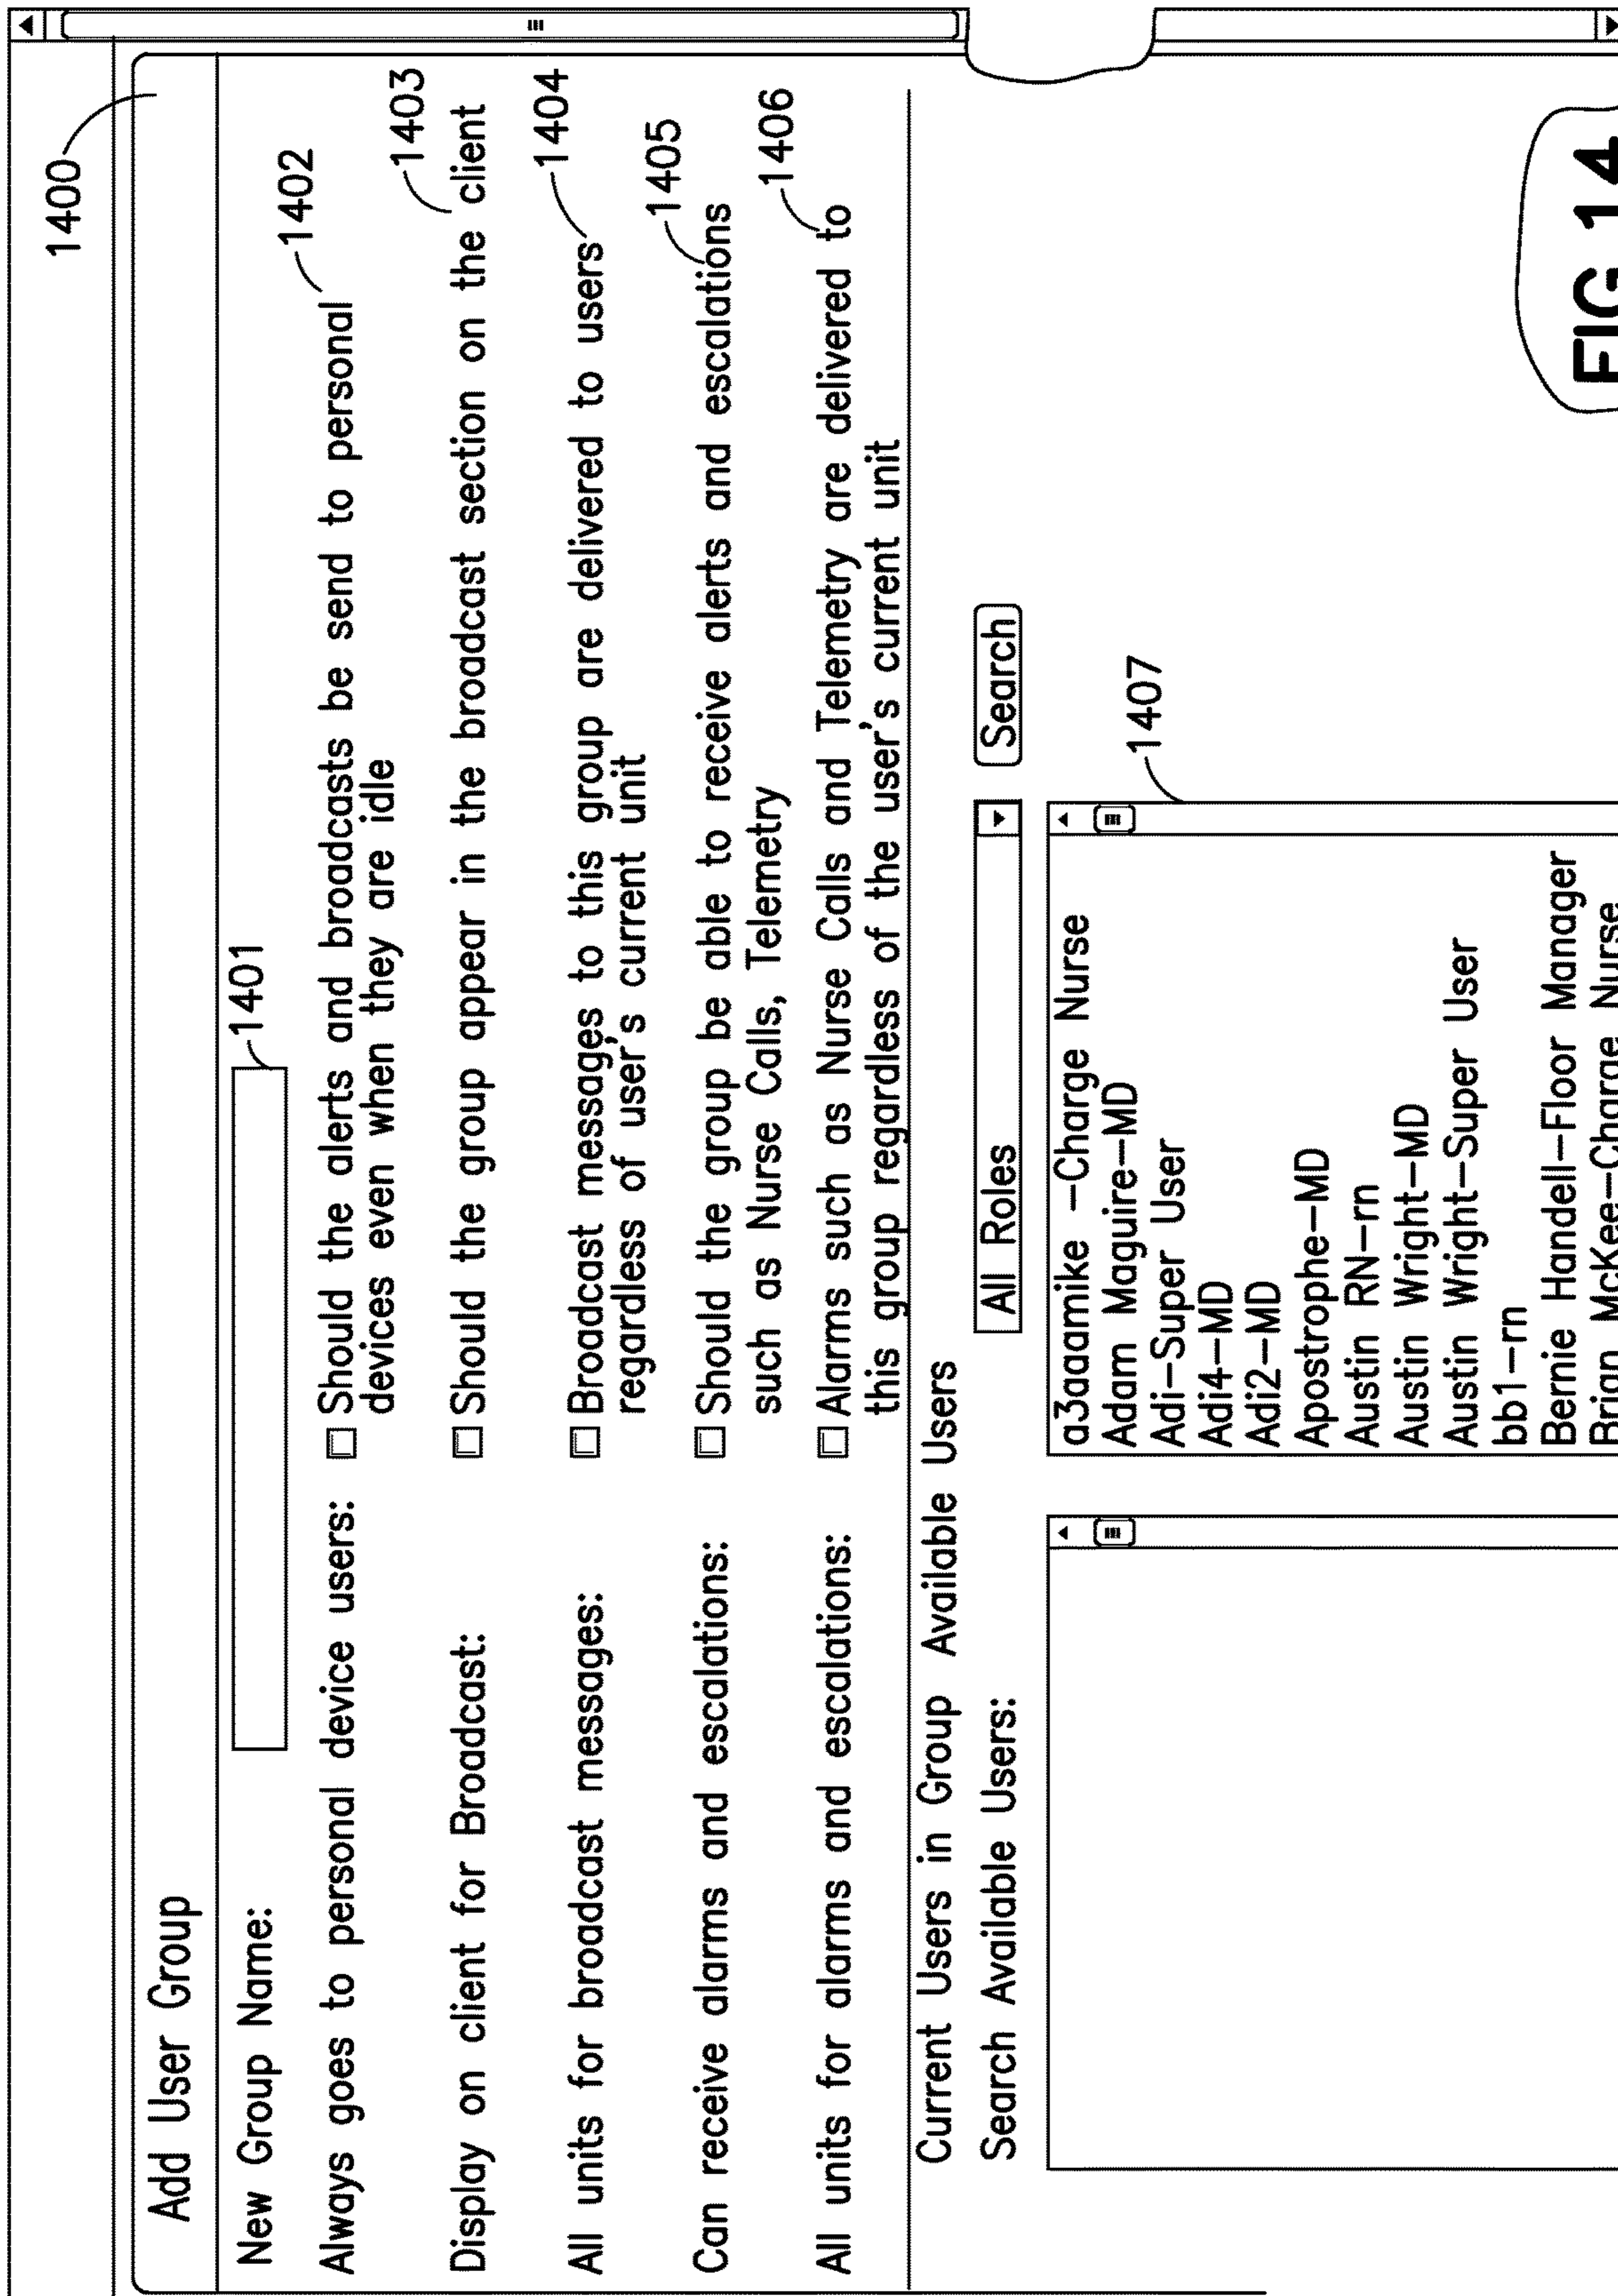 1400
Add User Group
New Group Name:
1401
Always goes to personal device users:
Should the alerts and broadcasts be send to personal
devices even when they are idle
1402
Display on client for Broadcast:
Should the group appear in the broadcast section on the client
1403
All units for broadcast messages:
Broadcast messages to this group are delivered to users
regardless of user's current unit
1404
Can receive alarms and escalations:
Should the group be able to receive alerts and escalations
such as Nurse Calls, Telemetry
1405
All units for alarms and escalations:
Alarms such as Nurse Calls and Telemetry are delivered to
this group regardless of the user's current unit
1406
Current Users in Group Available Users
Search Available Users:
All Roles
Search
a3aaamike -Charge Nurse
Adam Maguire-MD
Adi-Super User
Adi4-MD
Adi2-MD
Apostrophe-MD
Austin RN-rn
Austin Wright-MD
Austin Wright-Super User
bb1-rn
Bernie Handell-Floor Manager
Brian McKee-Charge Nurse
1407
FIG 14